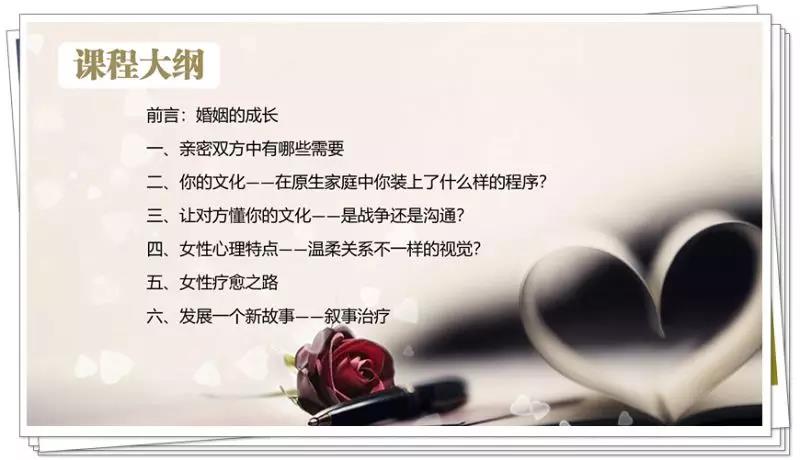 课程大纲
前言：婚姻的成长
一、亲密双方中有哪些需要
二、你的文化——在原生家庭中你装上了什么样的程序？
三、让对方懂你的文化——是战争还是沟通？
四、女性心理特点——温柔关系不一样的视觉？
五、女性疗愈之路
六、发展一个新故事——叙事治疗